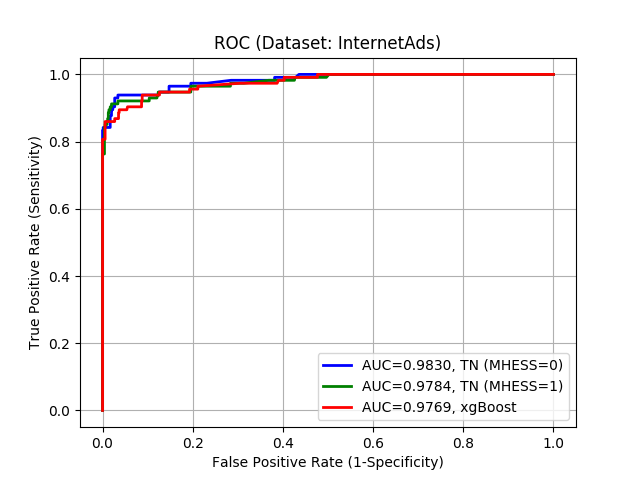 ROC (Dataset: InternetAds)
True Positive Rate (Sensitivity)
1.0
0.8
0.6
0.4
0.2
0.0
AUC=0.9830, TN (MHESS=0)
AUC=0.9784, TN (MHESS=1)
AUC=0.9769, xgBoost
0.0 0.2 0.4 0.6 0.8 1.0
False Positive Rate (1-Specificity)